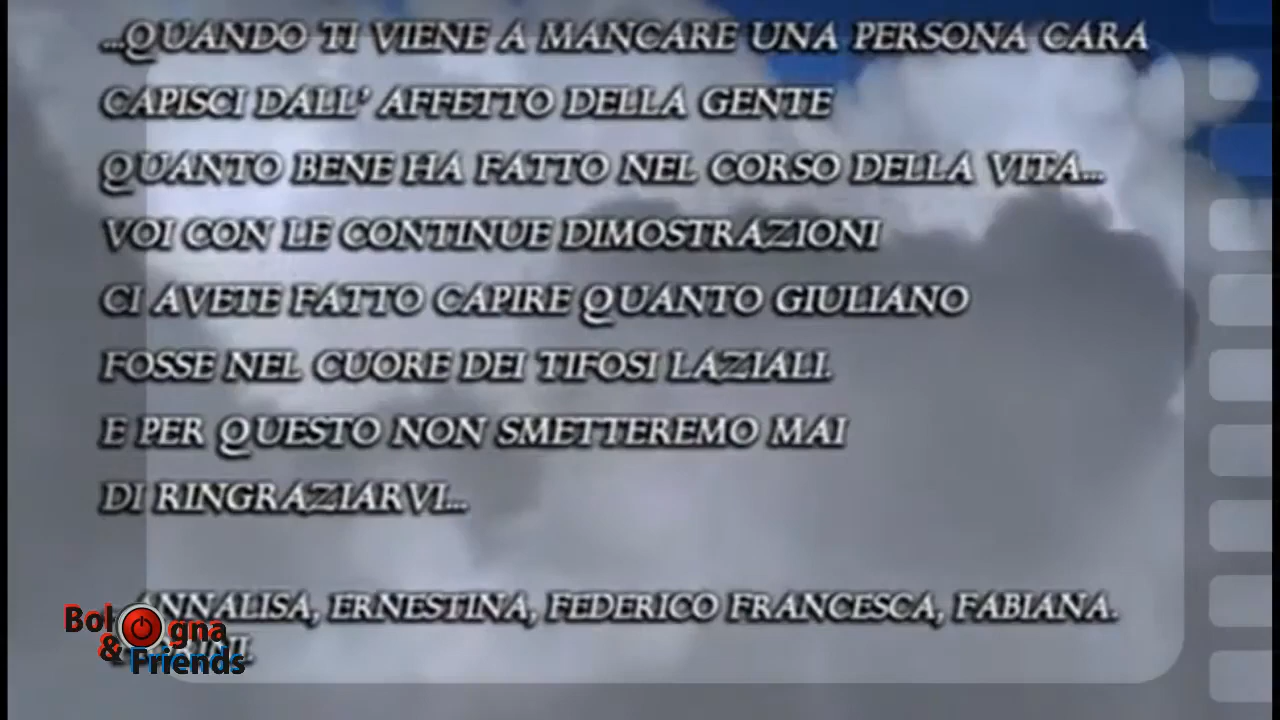 ...QUANDO TI VIENE A MANCARE UNA PERSONA CARA
CAPISCI DALL' AFFETTO DELLA GENTE
QUANTO BENE HA FATTO NEL CORSO DELLA VITA...
VOI CON LE CONTINUE DIMOSTRAZIONI
CI AVETE FATTO CAPIRE QUANTO GIULIANO
FOSSE NEL CUORE DEI TIFOSI LAZIALI.
E PER QUESTO NON SMETTEREMO MAI
DI RINGRAZIARVI...
ANNALISA, ERNESTINA, FEDERICO FRANCESCA, FABIANA.
Bologna
& Friends